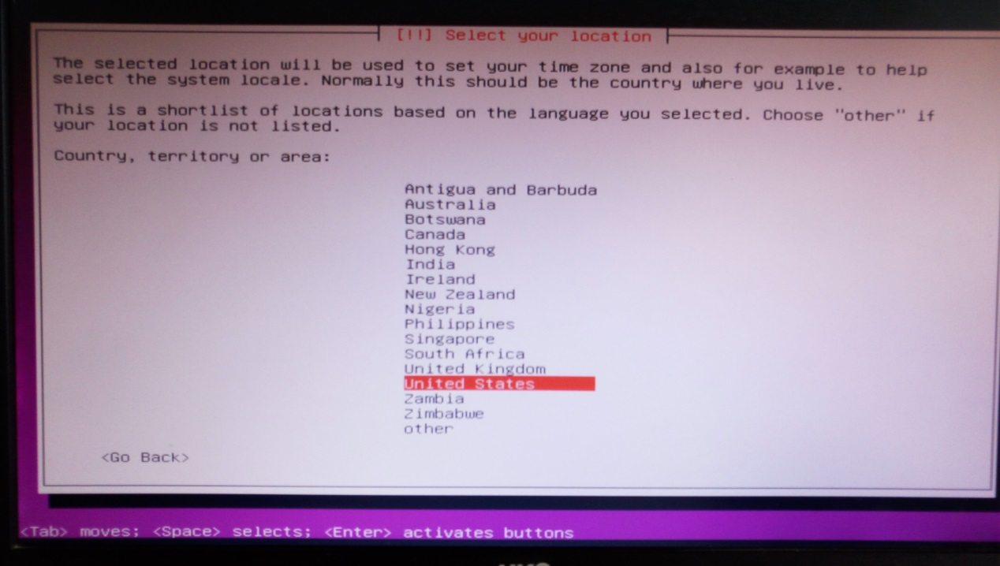 [!!] Select your location
The selected location will be used to set your time zone and also for example to help
select the system locale. Normally this should be the country where you live.
This is a shortlist of locations based on the language you selected. Choose "other" if
your location is not listed.
Country, territory or area:
Antigua and Barbuda
Australia
Botswana
Canada
Hong Kong
India
Ireland
New Zealand
Nigeria
Philippines
Singapore
South Africa
United Kingdom
United States
Zambia
Zimbabwe
other
<Go Back>
<Tab> moves; <Space> selects; <Enter> activates buttons